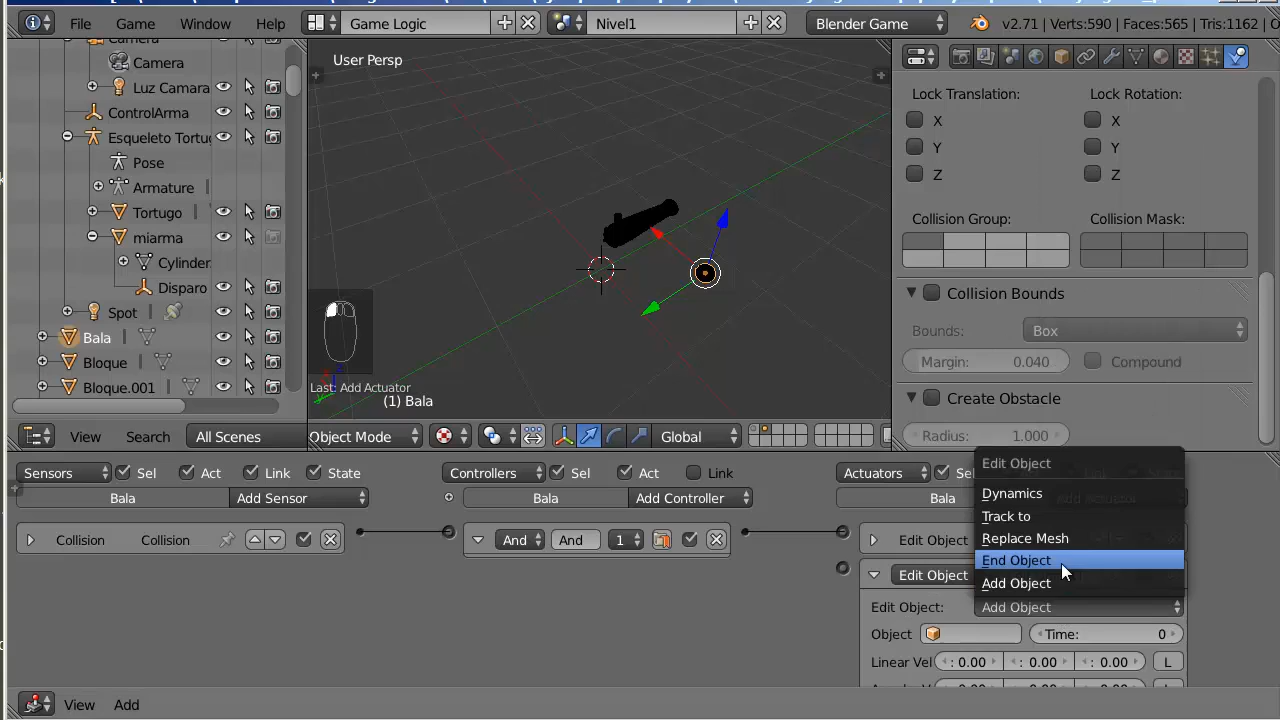 File Game Window Help Game Logic Nivel1 Blender Game v2.71 | Verts:590 | Faces:565 | Tris:1162 |
Camera
Camera
Luz Camara
ControlArma
Esqueleto Tortu
Pose
Armature
Tortugo
miarma
Cylinder
Disparo
Spot
Bala
Bloque
Bloque.001
View Search All Scenes
User Persp
Last: Add Actuator
(1) Bala
Object Mode Global
Lock Translation: Lock Rotation:
X X
Y Y
Z Z
Collision Group: Collision Mask:
Collision Bounds
Bounds: Box
Margin: 0.040 Compound
Create Obstacle
Radius: 1.000
Sensors Sel Act Link State
Bala Add Sensor
Collision Collision
Controllers Sel Act Link
Bala Add Controller
And And 1
Actuators Sel
Bala Add Actuator
Edit Object
Edit Object
Edit Object
Dynamics
Track to
Replace Mesh
End Object
Add Object
Edit Object: Add Object
Object Time: 0
Linear Vel : 0.00 : 0.00 : 0.00 L
View Add